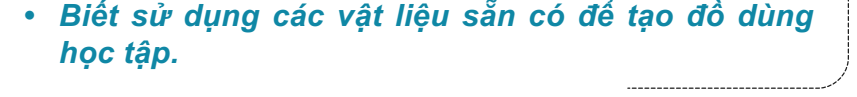 • Biết sử dụng các vật liệu sẵn có để tạo đồ dùng
học tập.